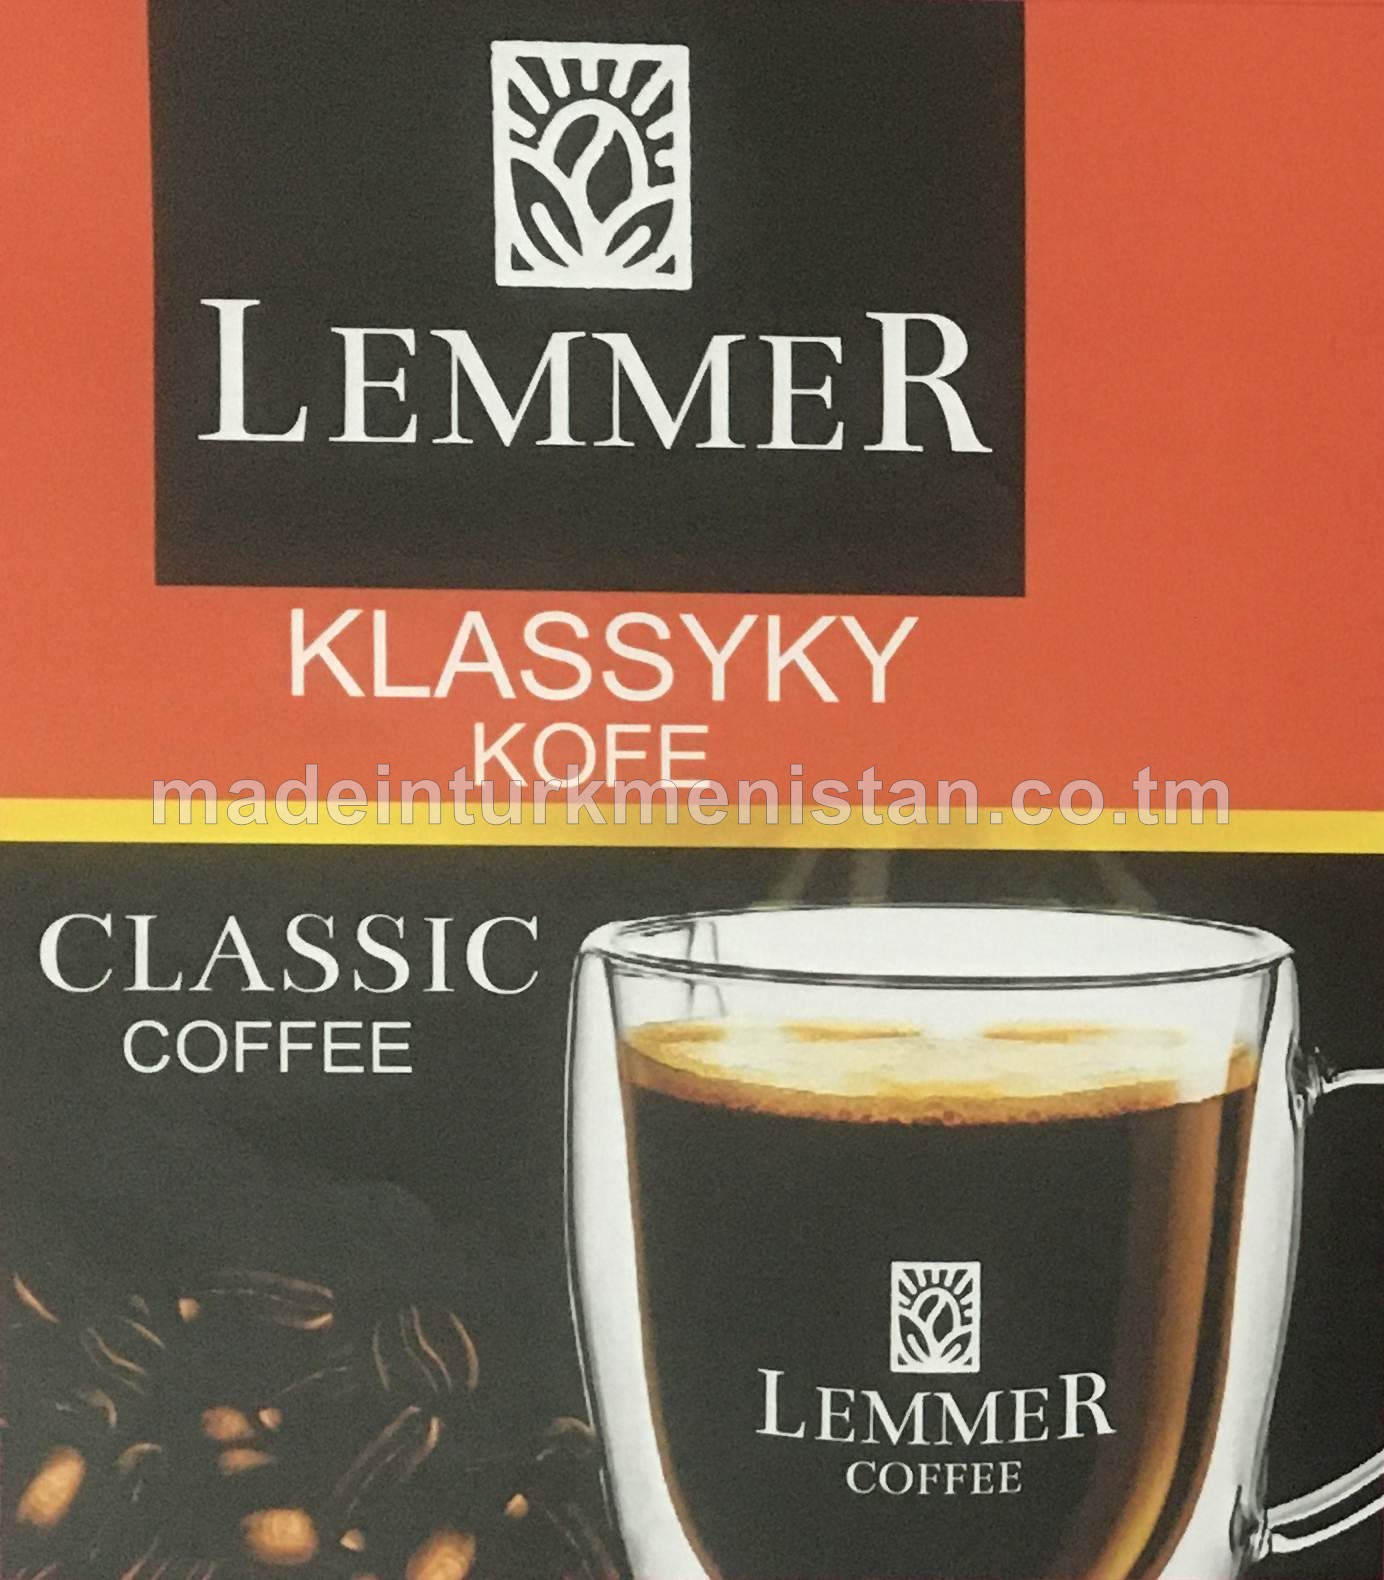 LEMMER
KLASSYKY
KOFE
madeinturkmenistan.co.tm
CLASSIC
COFFEE
LEMMER
COFFEE